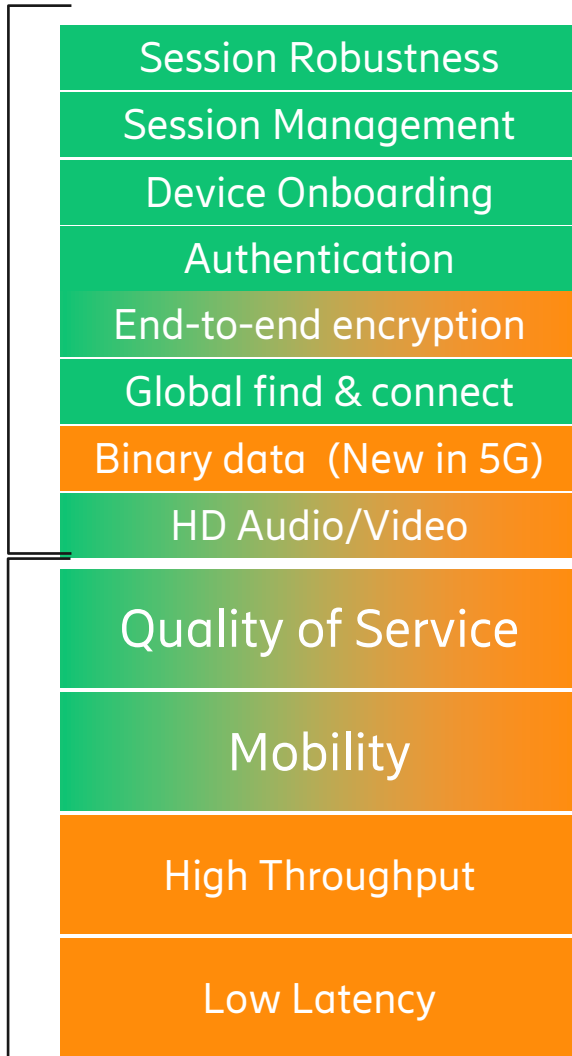 Session Robustness
Session Management
Device Onboarding
Authentication
End-to-end encryption
Global find & connect
Binary data  (New in 5G)
HD Audio/Video
Quality of Service
Mobility
High Throughput
Low Latency